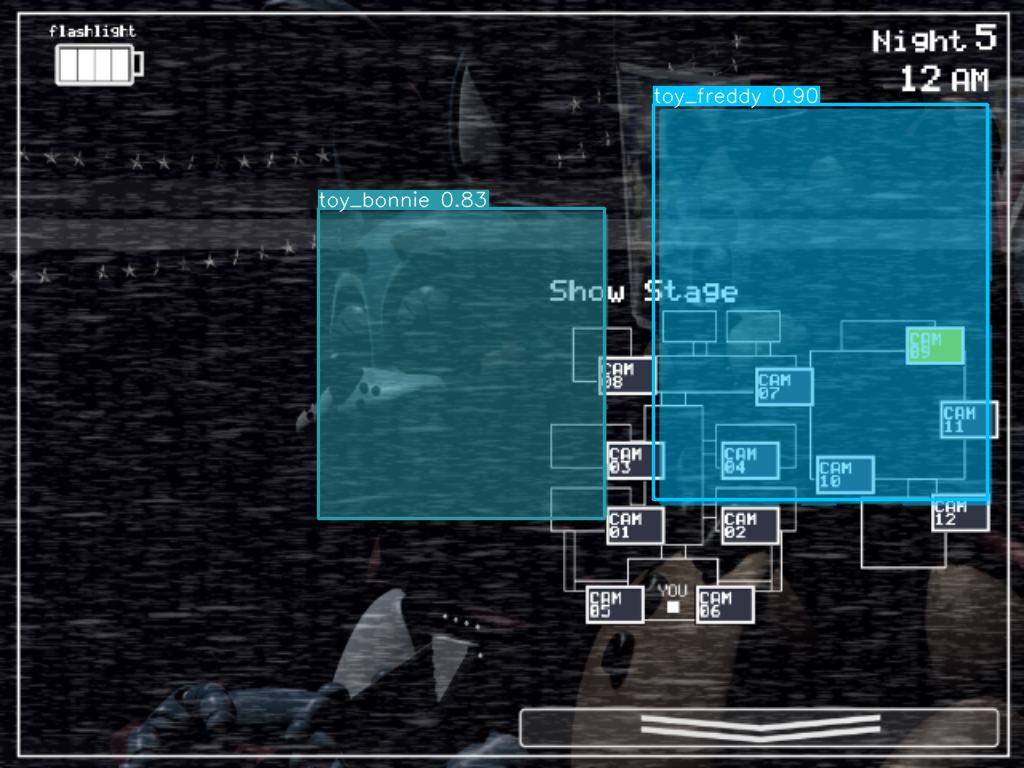 flashlight
Night 5
12 AM
toy_freddy 0.90
toy_bonnie 0.83
Show Stage
CAM
09
CAM
08
CAM
07
CAM
11
CAM
03
CAM
04
CAM
10
CAM
01
CAM
02
CAM
12
CAM
05
YOU
CAM
06